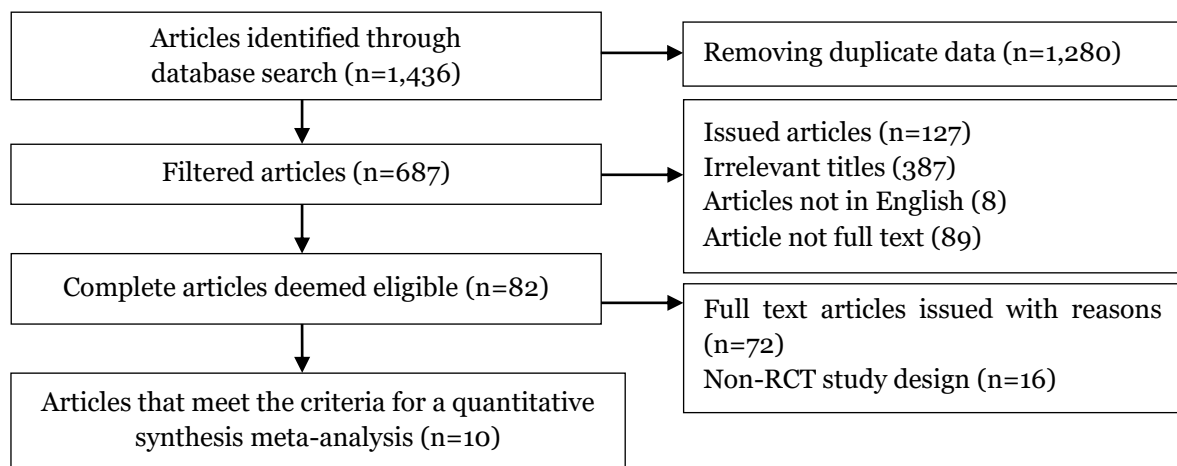 Articles identified through
database search (n=1,436)
Removing duplicate data (n=1,280)
Filtered articles (n=687)
Issued articles (n=127)
Irrelevant titles (387)
Articles not in English (8)
Article not full text (89)
Complete articles deemed eligible (n=82)
Full text articles issued with reasons
(n=72)
Non-RCT study design (n=16)
Articles that meet the criteria for a quantitative
synthesis meta-analysis (n=10)